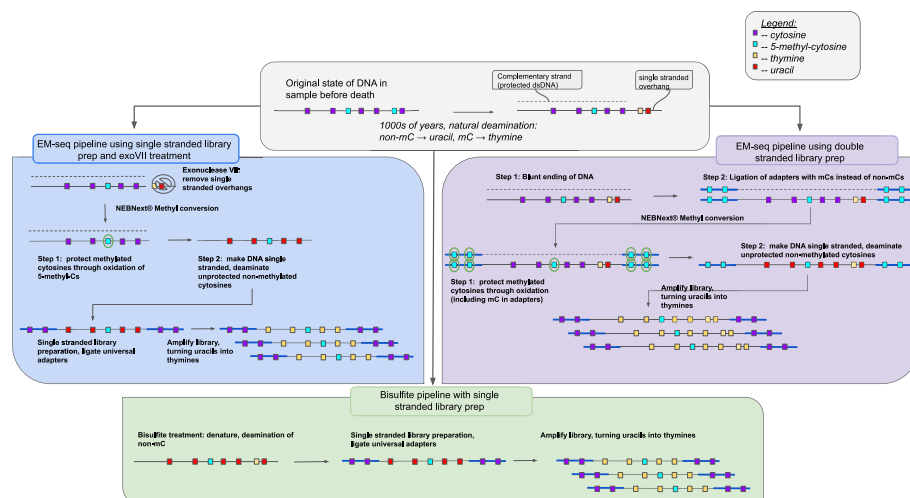 Legend:
-- cytosine
-- 5-methyl-cytosine
-- thymine
-- uracil
Original state of DNA in
sample before death
Complementary strand
(protected dsDNA)
single stranded
overhang
1000s of years, natural deamination:
non-mC → uracil, mC → thymine
EM-seq pipeline using single stranded library
prep and exoVII treatment
Exonuclease VII:
remove single
stranded overhangs
NEBNext® Methyl conversion
Step 1: protect methylated
cytosines through oxidation of
5-methyl-Cs
Step 2: make DNA single
stranded, deaminate
unprotected non-methylated
cytosines
Single stranded library
preparation, ligate universal
adapters
Amplify library,
turning uracils into
thymines
EM-seq pipeline using double
stranded library prep
Step 1: Blunt ending of DNA
Step 2: Ligation of adapters with mCs instead of non-mCs
NEBNext® Methyl conversion
Step 1: protect methylated
cytosines through oxidation
(including mC in adapters)
Step 2: make DNA single stranded, deaminate
unprotected non-methylated cytosines
Amplify library,
turning uracils into
thymines
Bisulfite pipeline with single
stranded library prep
Bisulfite treatment: denature, deamination of
non-mC
Single stranded library preparation,
ligate universal adapters
Amplify library, turning uracils into thymines